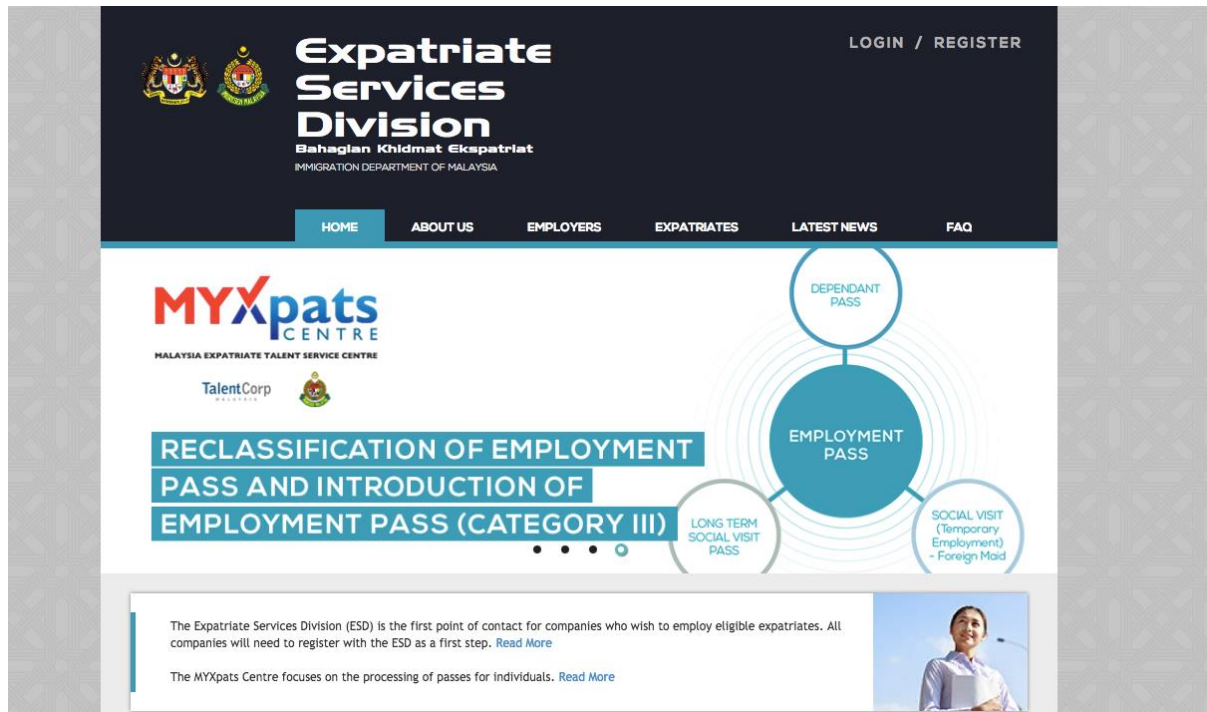 Expatriate
Services
Division
Bahagian Khidmat Ekspatriat
IMMIGRATION DEPARTMENT OF MALAYSIA
LOGIN / REGISTER
HOME ABOUT US EMPLOYERS EXPATRIATES LATEST NEWS FAQ
MYXpats
CENTRE
MALAYSIA EXPATRIATE TALENT SERVICE CENTRE
TalentCorp
MALAYSIA
RECLASSIFICATION OF EMPLOYMENT
PASS AND INTRODUCTION OF
EMPLOYMENT PASS (CATEGORY III)
DEPENDANT
PASS
EMPLOYMENT
PASS
LONG TERM
SOCIAL VISIT
PASS
SOCIAL VISIT
(Temporary
Employment)
- Foreign Maid
The Expatriate Services Division (ESD) is the first point of contact for companies who wish to employ eligible expatriates. All
companies will need to register with the ESD as a first step. Read More
The MYXpats Centre focuses on the processing of passes for individuals. Read More